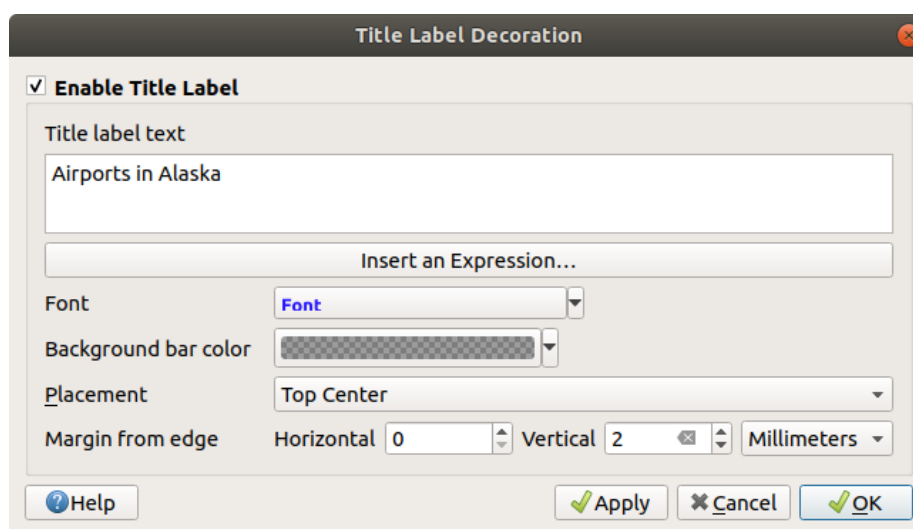 Title Label Decoration
Enable Title Label
Title label text
Airports in Alaska
Insert an Expression...
Font Font
Background bar color
Placement Top Center
Margin from edge Horizontal 0 Vertical 2 Millimeters
Help Apply Cancel OK